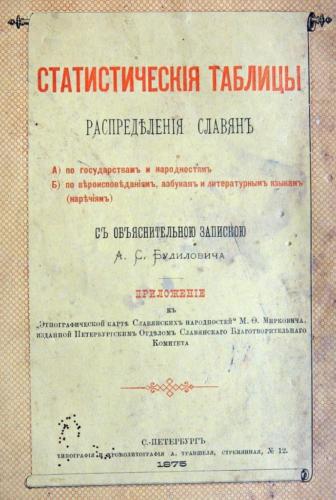 СТАТИСТИЧЕСКІЯ ТАБЛИЦЫ
РАСПРЕДѢЛЕНІЯ СЛАВЯНЪ
А) по государствамъ и народностямъ
Б) по вѣроисповѣданіямъ, азбукамъ и литературнымъ языкамъ
(нарѣчіямъ)
СЪ ОБЪЯСНИТЕЛЬНОЮ ЗАПИСКОЮ
А. С. Будиловича
ПРИЛОЖЕНІЕ
КЪ
„Этнографической картѣ Славянскихъ народностей" М. Ѳ. Мирковича,
изданной Петербургскимъ Отдѣломъ Славянскаго Благотворительнаго
Комитета
С.-ПЕТЕРБУРГЪ
ТИПОГРАФІЯ И ХРОМОЛИТОГРАФІЯ А. ТРАНШЕЛЯ, СТРЕМЯННАЯ, № 12.
1875